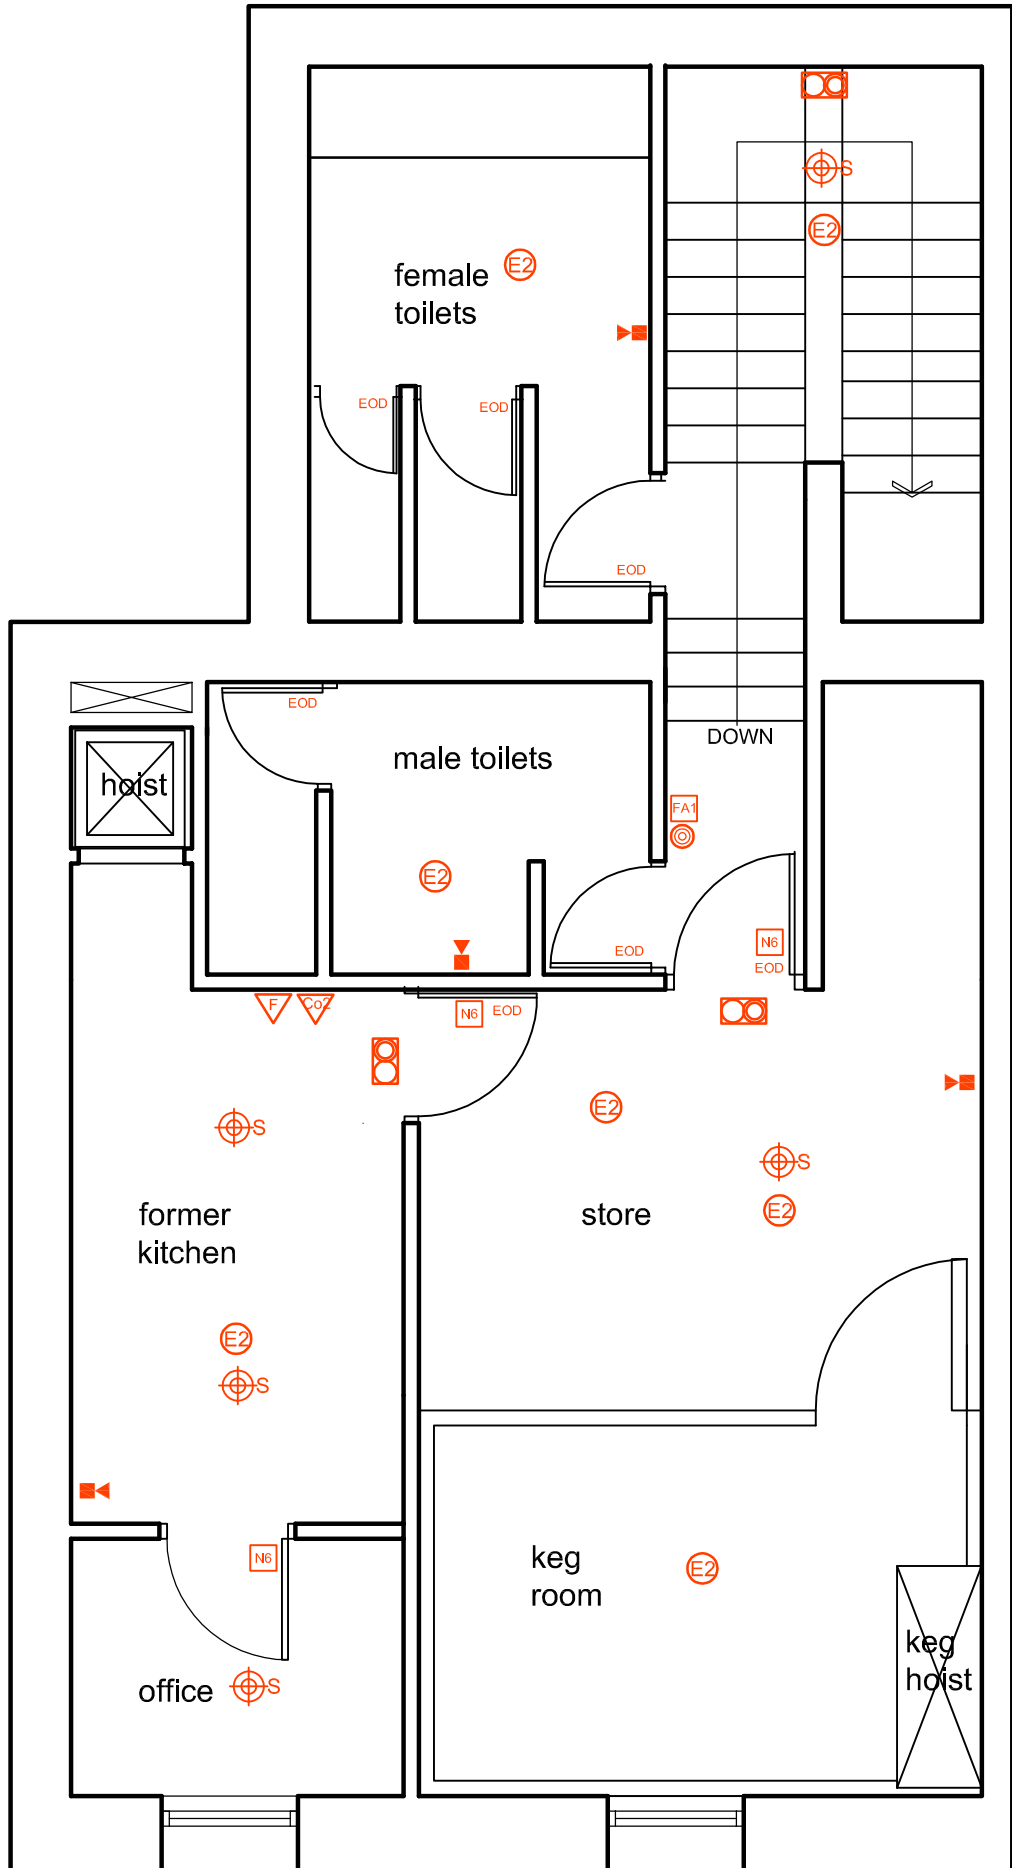 S
E2
female
toilets
E2
EOD
EOD
EOD
EOD
DOWN
male toilets
hoist
FA1
E2
N6
EOD
EOD
F
Co2
N6
EOD
E2
S
S
E2
former
kitchen
store
E2
S
N6
keg
room
E2
keg
hoist
office
S